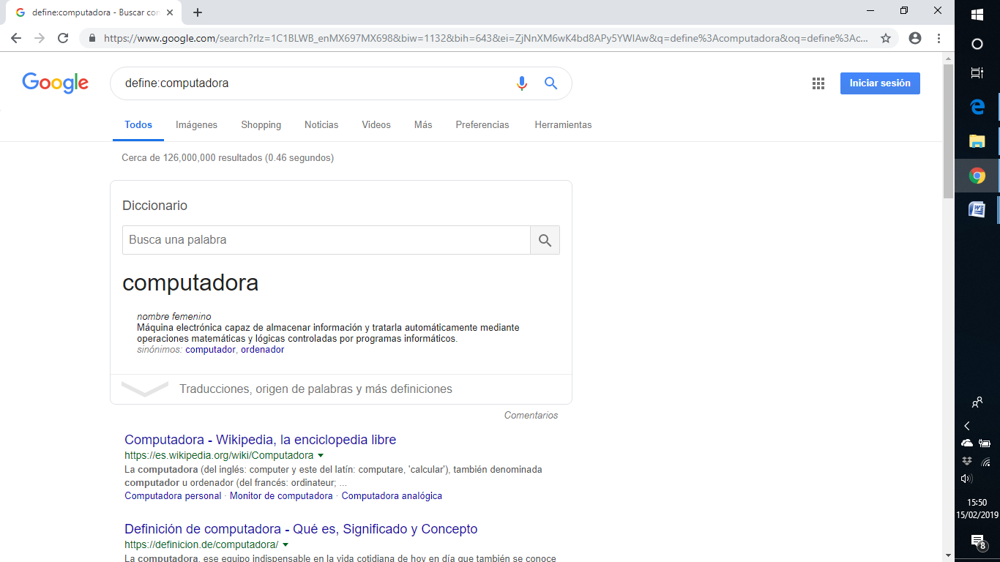 define:computadora - Buscar con
https://www.google.com/search?rlz=1C1BLWB_enMX697MX698&biw=1132&bih=643&ei=ZjNnXM6wK4bd8APy5YWIAw&q=define%3Acomputadora&oq=define%3Ac...
Google
define:computadora
Iniciar sesión
Todos Imágenes Shopping Noticias Videos Más Preferencias Herramientas
Cerca de 126,000,000 resultados (0.46 segundos)
Diccionario
Busca una palabra
computadora
nombre femenino
Máquina electrónica capaz de almacenar información y tratarla automáticamente mediante
operaciones matemáticas y lógicas controladas por programas informáticos.
sinónimos: computador, ordenador
Traducciones, origen de palabras y más definiciones
Comentarios
Computadora - Wikipedia, la enciclopedia libre
https://es.wikipedia.org/wiki/Computadora
La computadora (del inglés: computer y este del latín: computare, 'calcular'), también denominada
computador u ordenador (del francés: ordinateur; ...
Computadora personal · Monitor de computadora · Computadora analógica
Definición de computadora - Qué es, Significado y Concepto
https://definicion.de/computadora/
La computadora, ese equipo indispensable en la vida cotidiana de hoy en día que también se conoce
15:50
15/02/2019
8